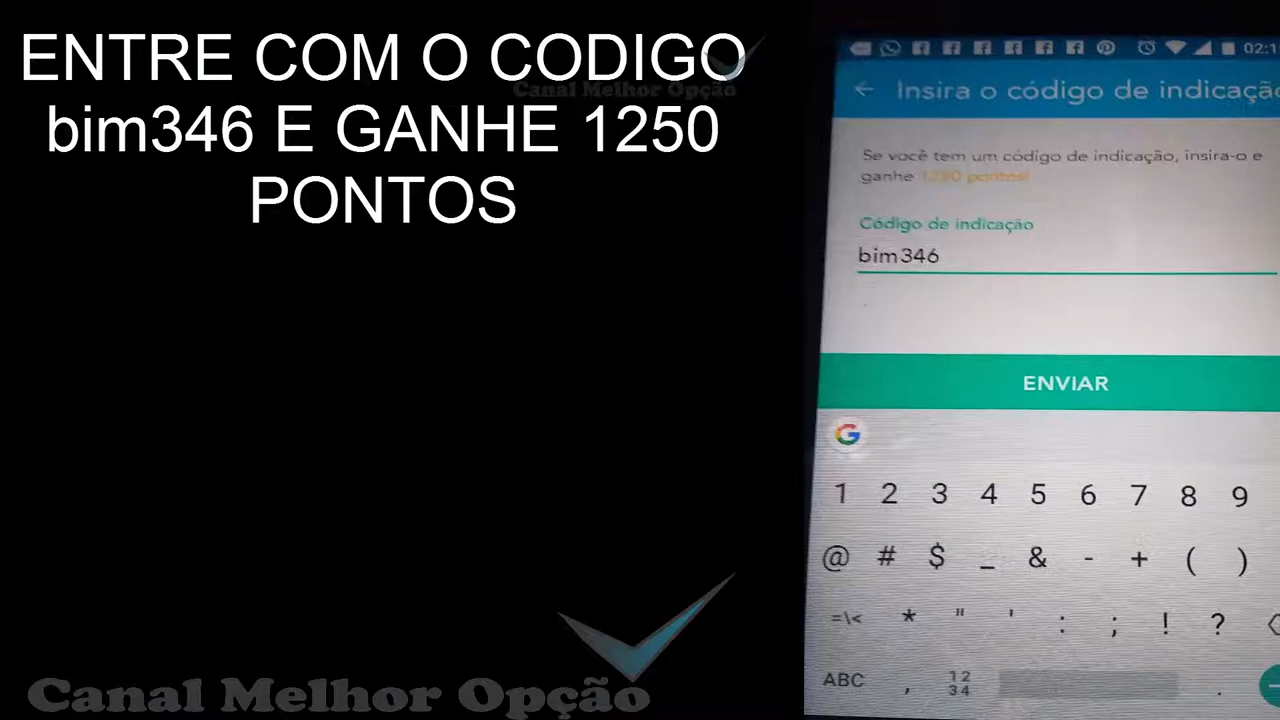 ENTRE COM O CODIGO
bim346 E GANHE 1250
PONTOS
Canal Melhor Opção
02:1
Insira o código de indicação
Se você tem um código de indicação, insira-o e
ganhe 1250 pontos!
Código de indicação
bim346
ENVIAR
1 2 3 4 5 6 7 8 9
@ # $ _ & - + ( )
=\< * " ' : ; ! ?
ABC , 12 34 .
Canal Melhor Opção